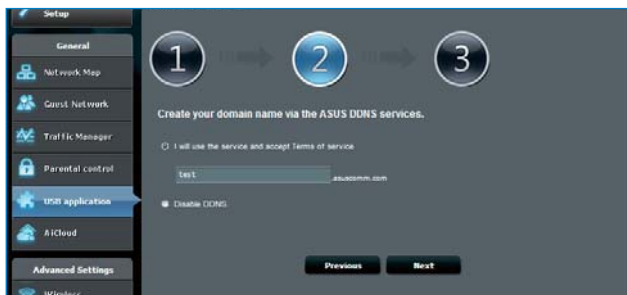 Setup
General
Network Map
Guest Network
Traffic Manager
Parental control
USB application
AiCloud
Advanced Settings
Wireless
1
2
3
Create your domain name via the ASUS DDNS services.
I will use the service and accept Terms of service
test
.asuscomm.com
Disable DDNS.
Previous
Next